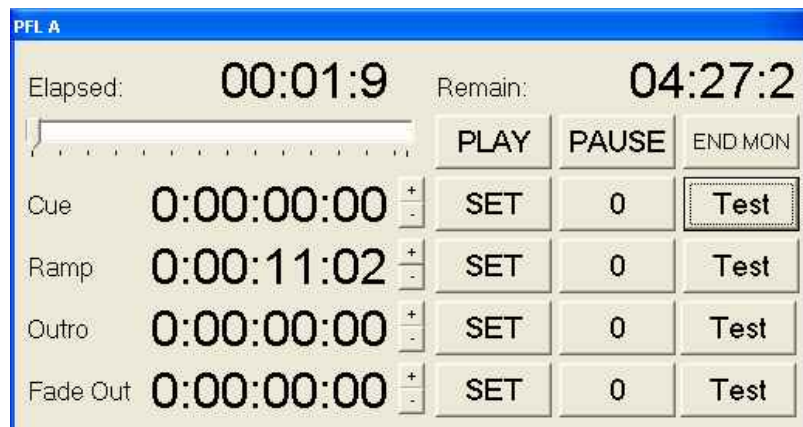 PFL A
Elapsed: 00:01:9 Remain: 04:27:2
PLAY PAUSE END MON
Cue 0:00:00:00 + - SET 0 Test
Ramp 0:00:11:02 + - SET 0 Test
Outro 0:00:00:00 + - SET 0 Test
Fade Out 0:00:00:00 + - SET 0 Test